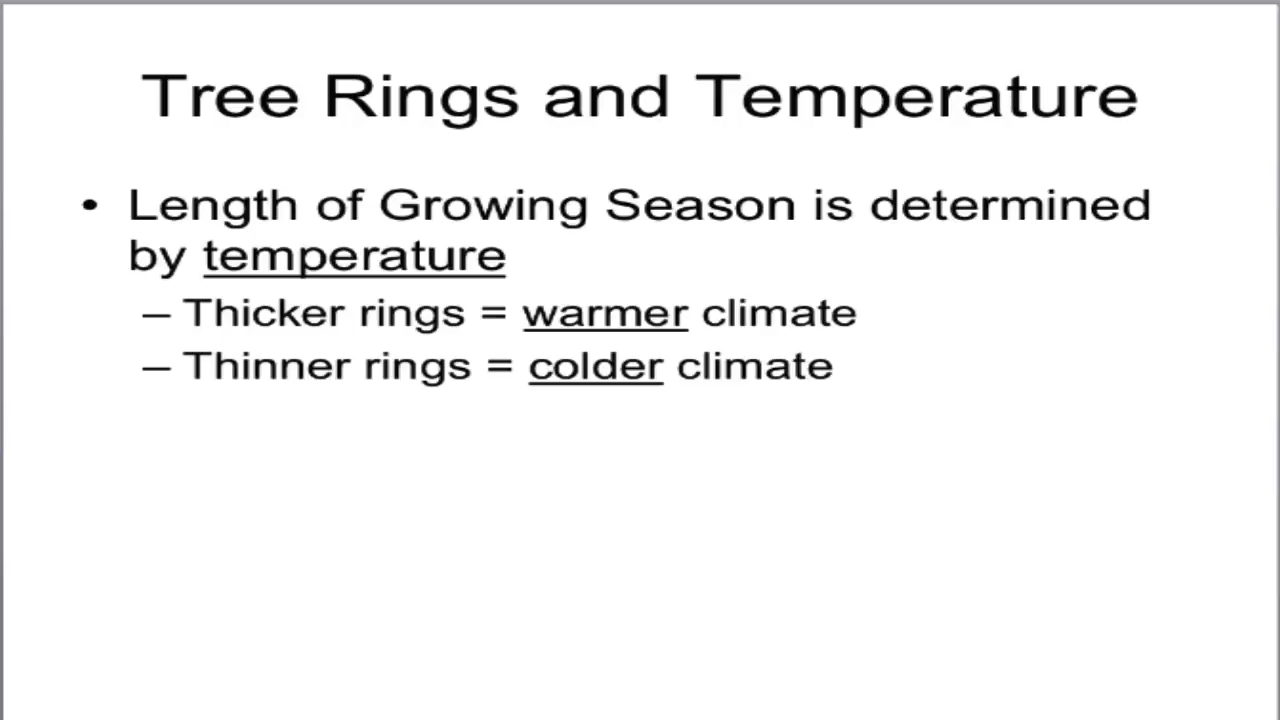 Tree Rings and Temperature
• Length of Growing Season is determined
by temperature
– Thicker rings = warmer climate
– Thinner rings = colder climate